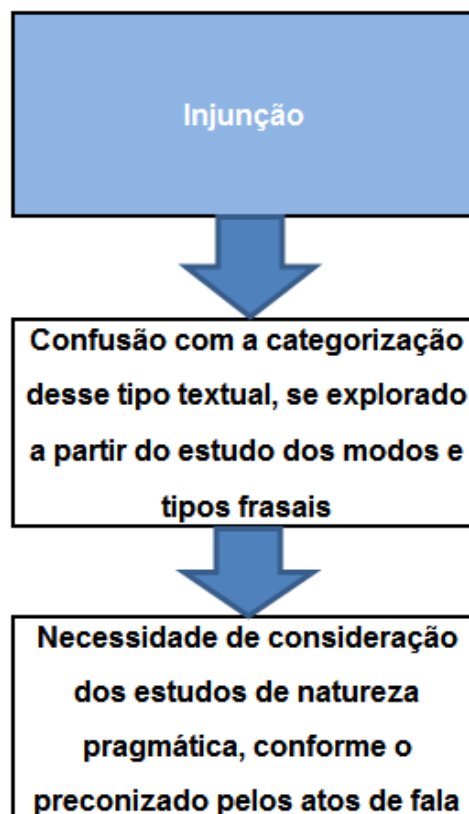 Injunção
Confusão com a categorização
desse tipo textual, se explorado
a partir do estudo dos modos e
tipos frasais
Necessidade de consideração
dos estudos de natureza
pragmática, conforme o
preconizado pelos atos de fala